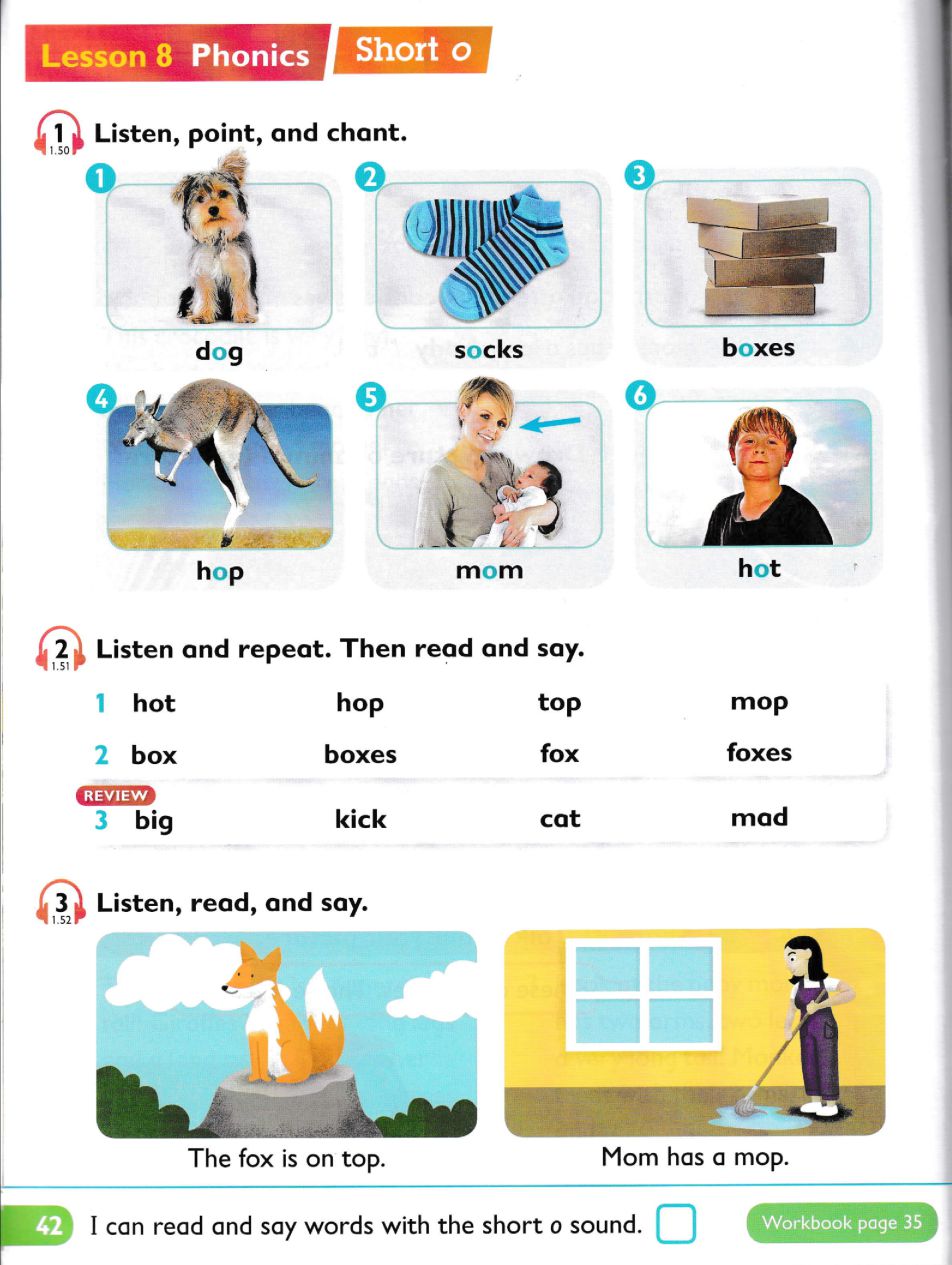 Lesson 8 Phonics Short o
1 Listen, point, and chant.
1.50
1 2 3
dog socks boxes
4 5 6
hop mom hot
2 Listen and repeat. Then read and say.
1.51
1 hot hop top mop
2 box boxes fox foxes
REVIEW
3 big kick cat mad
3 Listen, read, and say.
1.52
The fox is on top. Mom has a mop.
42 I can read and say words with the short o sound. Workbook page 35